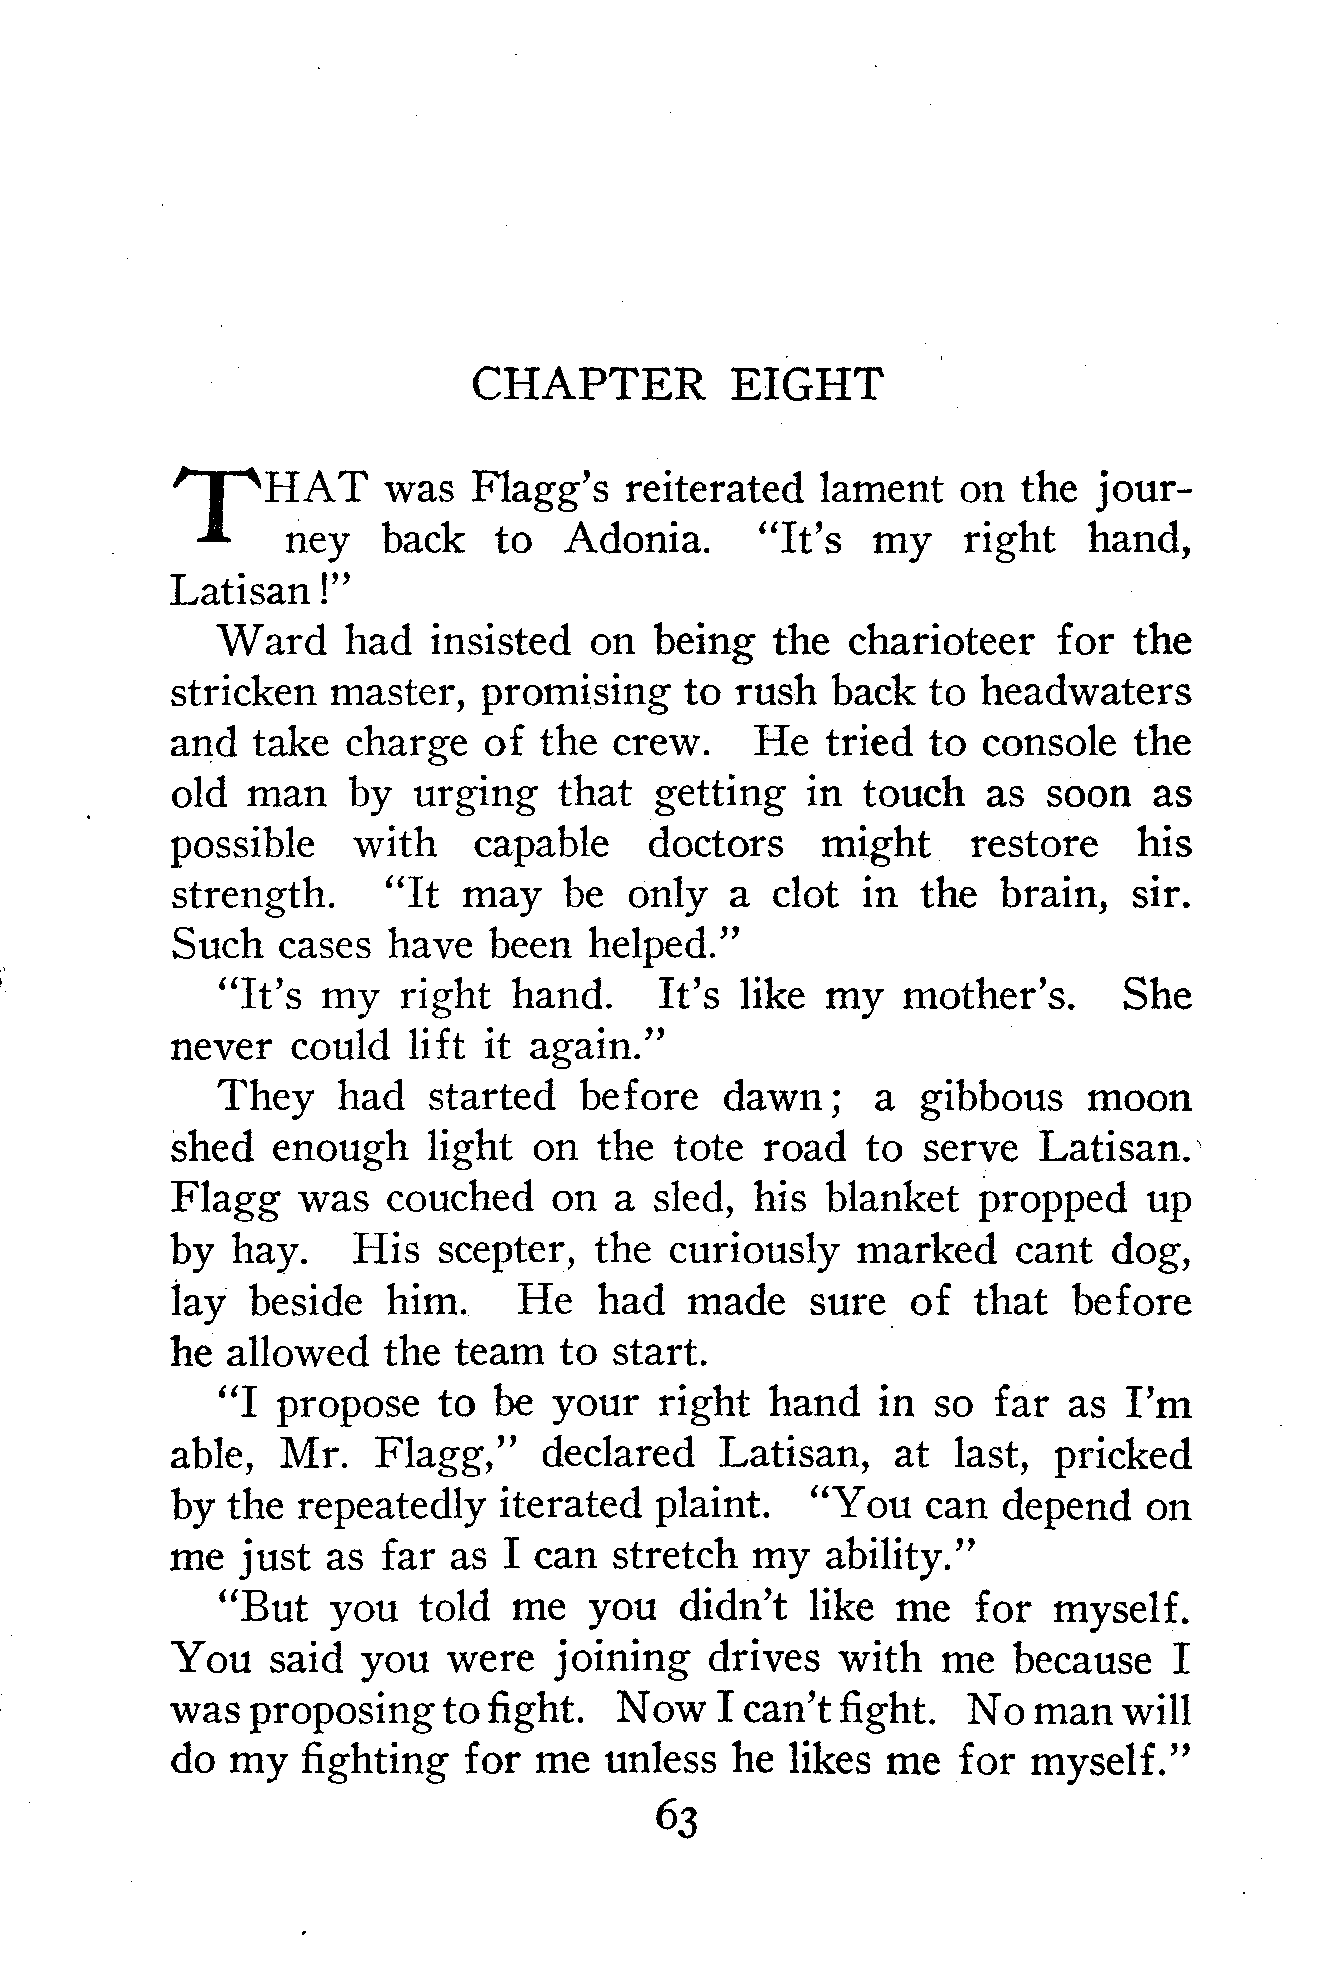 CHAPTER EIGHT
THAT was Flagg's reiterated lament on the jour-
ney back to Adonia. “It's my right hand,
Latisan!”
Ward had insisted on being the charioteer for the
stricken master, promising to rush back to headwaters
and take charge of the crew. He tried to console the
old man by urging that getting in touch as soon as
possible with capable doctors might restore his
strength. “It may be only a clot in the brain, sir.
Such cases have been helped.”
“It's my right hand. It's like my mother's. She
never could lift it again.”
They had started before dawn; a gibbous moon
shed enough light on the tote road to serve Latisan.
Flagg was couched on a sled, his blanket propped up
by hay. His scepter, the curiously marked cant dog,
lay beside him. He had made sure of that before
he allowed the team to start.
“I propose to be your right hand in so far as I'm
able, Mr. Flagg,” declared Latisan, at last, pricked
by the repeatedly iterated plaint. “You can depend on
me just as far as I can stretch my ability.”
“But you told me you didn't like me for myself.
You said you were joining drives with me because I
was proposing to fight. Now I can't fight. No man will
do my fighting for me unless he likes me for myself.”
63